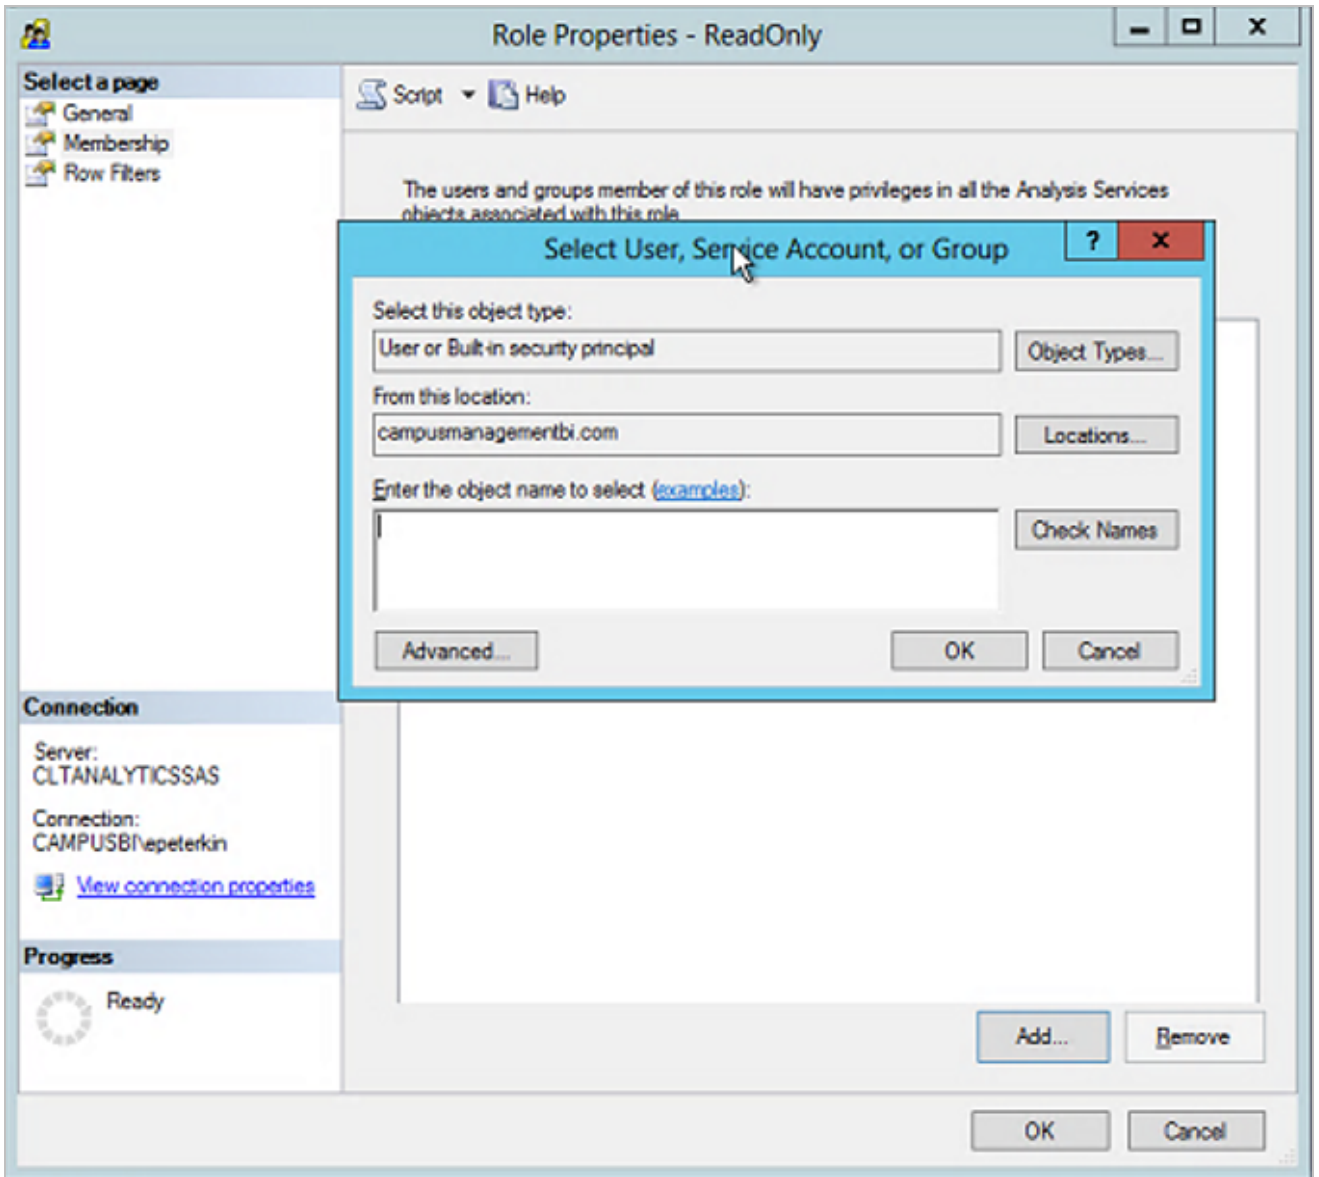 Role Properties - ReadOnly
Select a page
General
Membership
Row Filters
Script
Help
The users and groups member of this role will have privileges in all the Analysis Services
objects associated with this role.
Select User, Service Account, or Group
?
Select this object type:
User or Built-in security principal
Object Types...
From this location:
campusmanagementbi.com
Locations...
Enter the object name to select (examples):
Check Names
Advanced...
OK
Cancel
Connection
Server:
CLTANALYTICSSAS
Connection:
CAMPUSBI\epeterkin
View connection properties
Progress
Ready
Add...
Remove
OK
Cancel